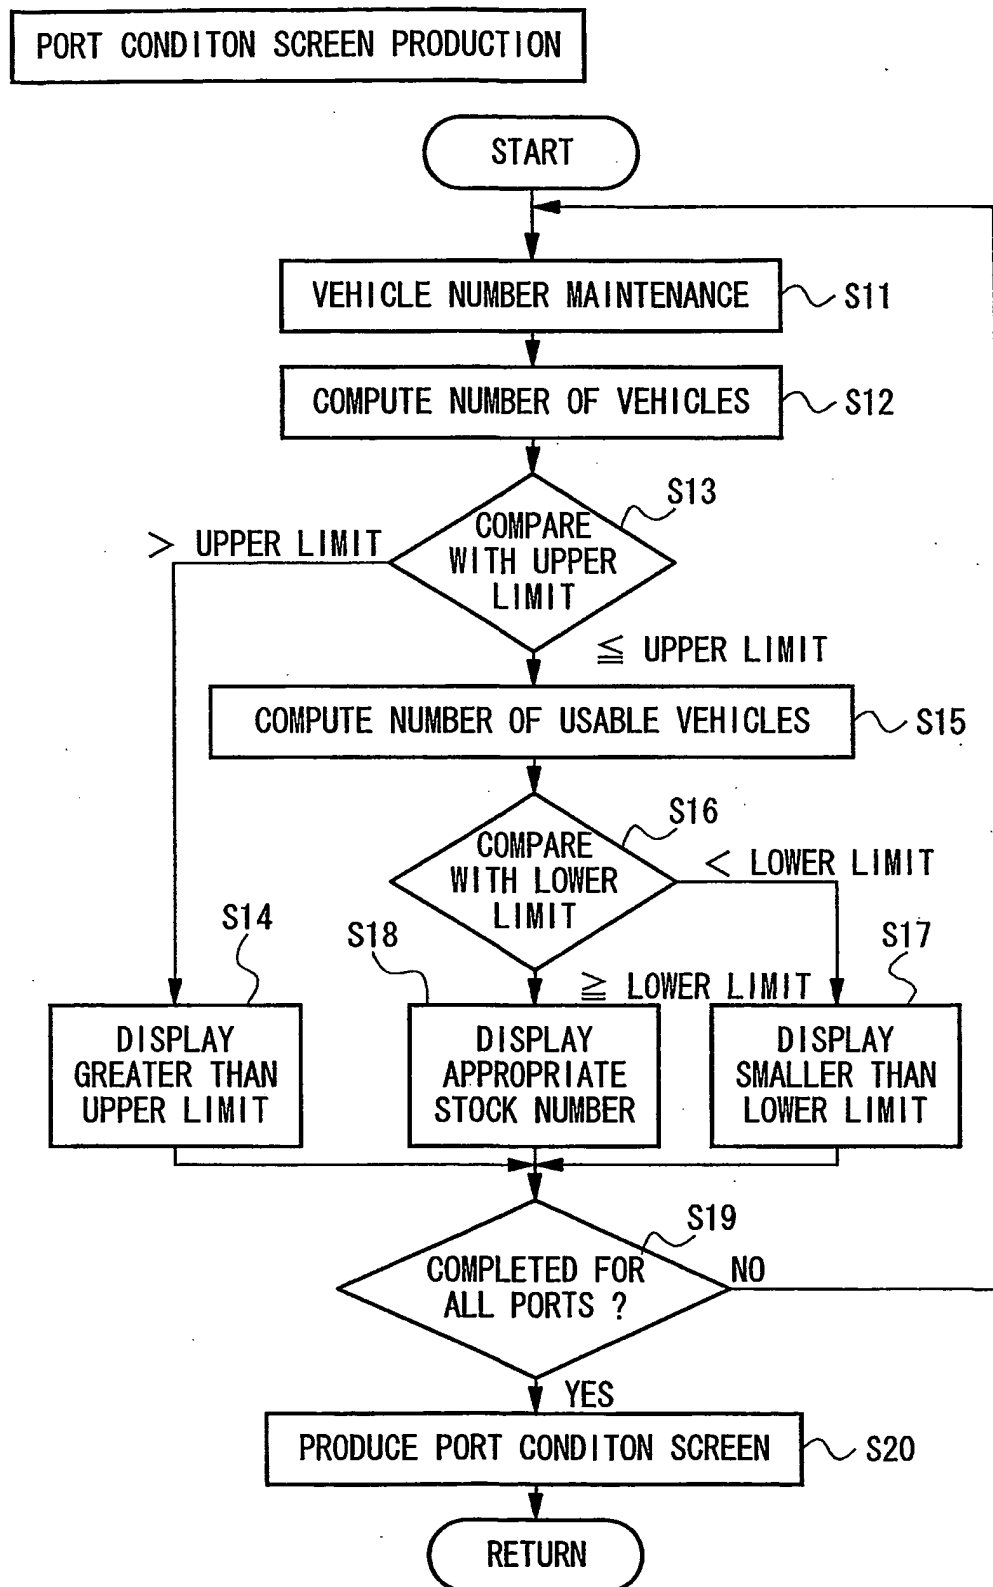 PORT CONDITON SCREEN PRODUCTION
START
VEHICLE NUMBER MAINTENANCE
S11
COMPUTE NUMBER OF VEHICLES
S12
S13
COMPARE
WITH UPPER
LIMIT
> UPPER LIMIT
≦ UPPER LIMIT
COMPUTE NUMBER OF USABLE VEHICLES
S15
S16
COMPARE
WITH LOWER
LIMIT
< LOWER LIMIT
S14
S18
S17
≧ LOWER LIMIT
DISPLAY
GREATER THAN
UPPER LIMIT
DISPLAY
APPROPRIATE
STOCK NUMBER
DISPLAY
SMALLER THAN
LOWER LIMIT
S19
COMPLETED FOR
ALL PORTS ?
NO
YES
PRODUCE PORT CONDITON SCREEN
S20
RETURN